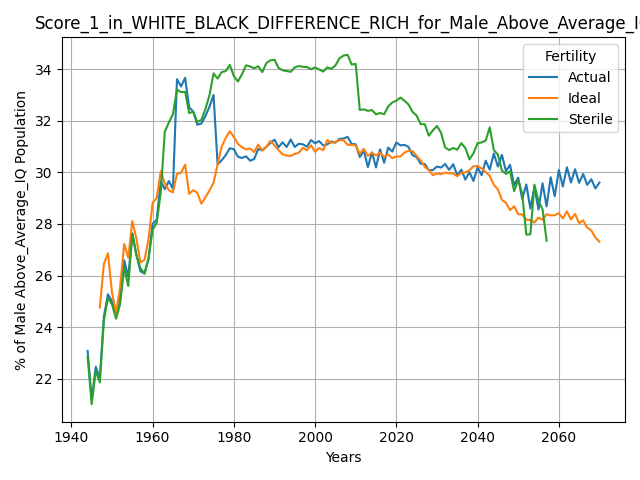 Score_1_in_WHITE_BLACK_DIFFERENCE_RICH_for_Male_Above_Average_I
% of Male Above_Average_IQ Population
34
32
30
28
26
24
22
Fertility
Actual
Ideal
Sterile
1940 1960 1980 2000 2020 2040 2060
Years